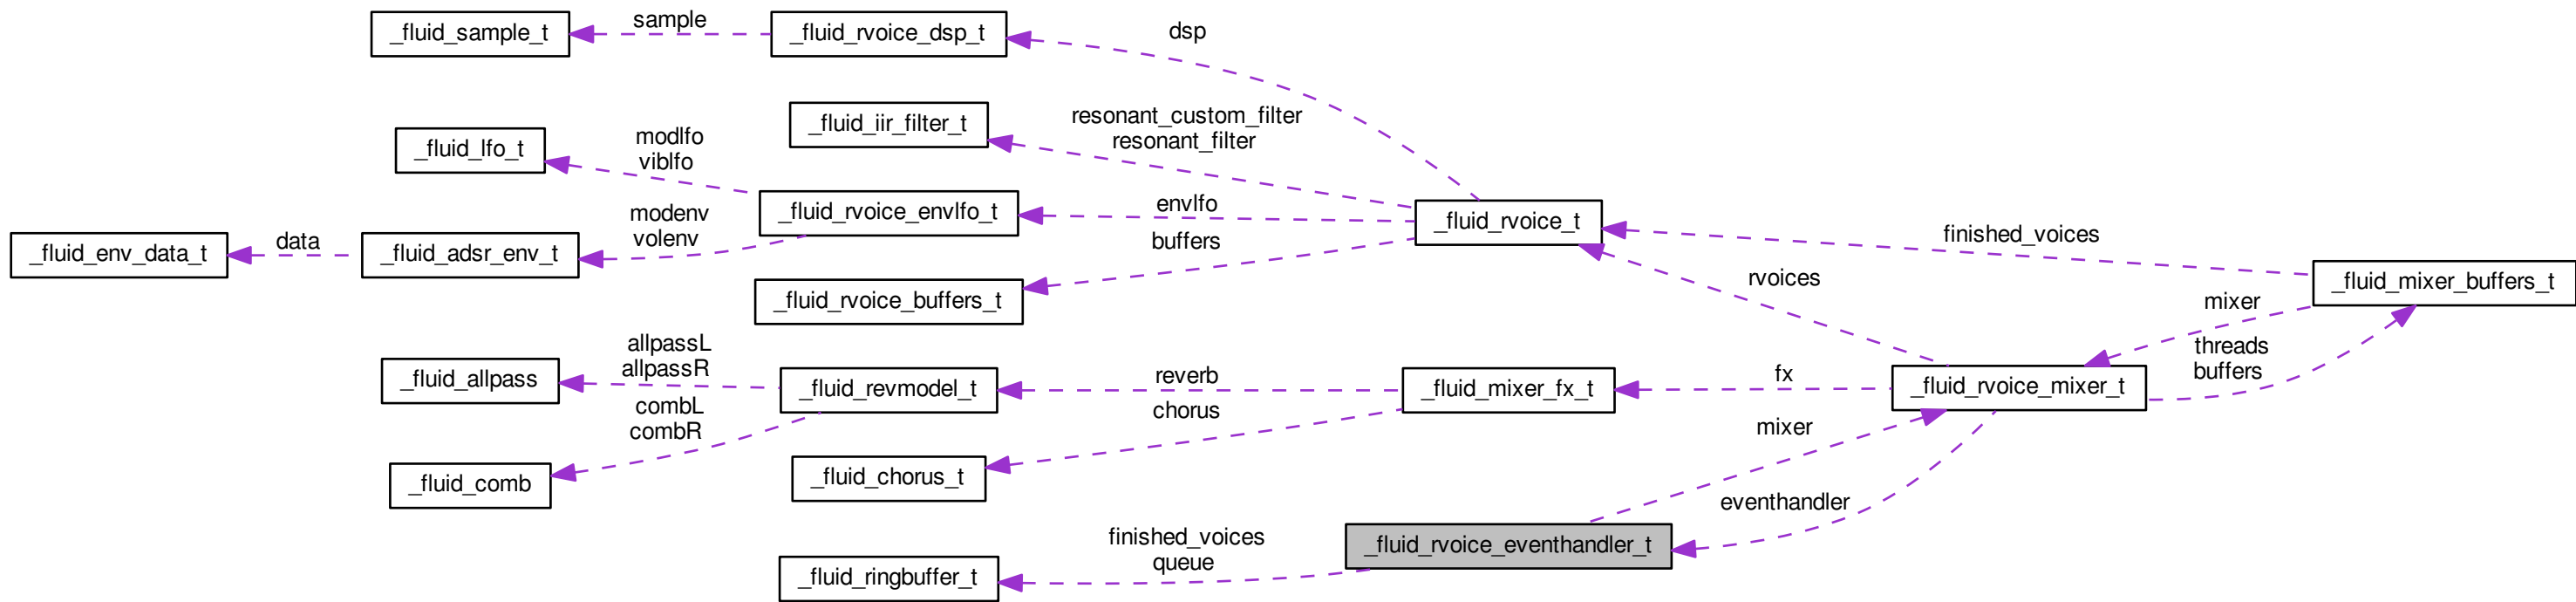 _fluid_sample_t
sample
_fluid_rvoice_dsp_t
dsp
_fluid_iir_filter_t
resonant_custom_filter
resonant_filter
_fluid_lfo_t
modlfo
viblfo
_fluid_rvoice_envlfo_t
envlfo
_fluid_rvoice_t
_fluid_env_data_t
data
_fluid_adsr_env_t
modenv
volenv
buffers
_fluid_rvoice_buffers_t
finished_voices
rvoices
_fluid_mixer_buffers_t
mixer
threads
buffers
_fluid_allpass
allpassL
allpassR
_fluid_revmodel_t
reverb
_fluid_mixer_fx_t
fx
_fluid_rvoice_mixer_t
combL
combR
chorus
_fluid_comb
_fluid_chorus_t
mixer
eventhandler
_fluid_rvoice_eventhandler_t
finished_voices
queue
_fluid_ringbuffer_t